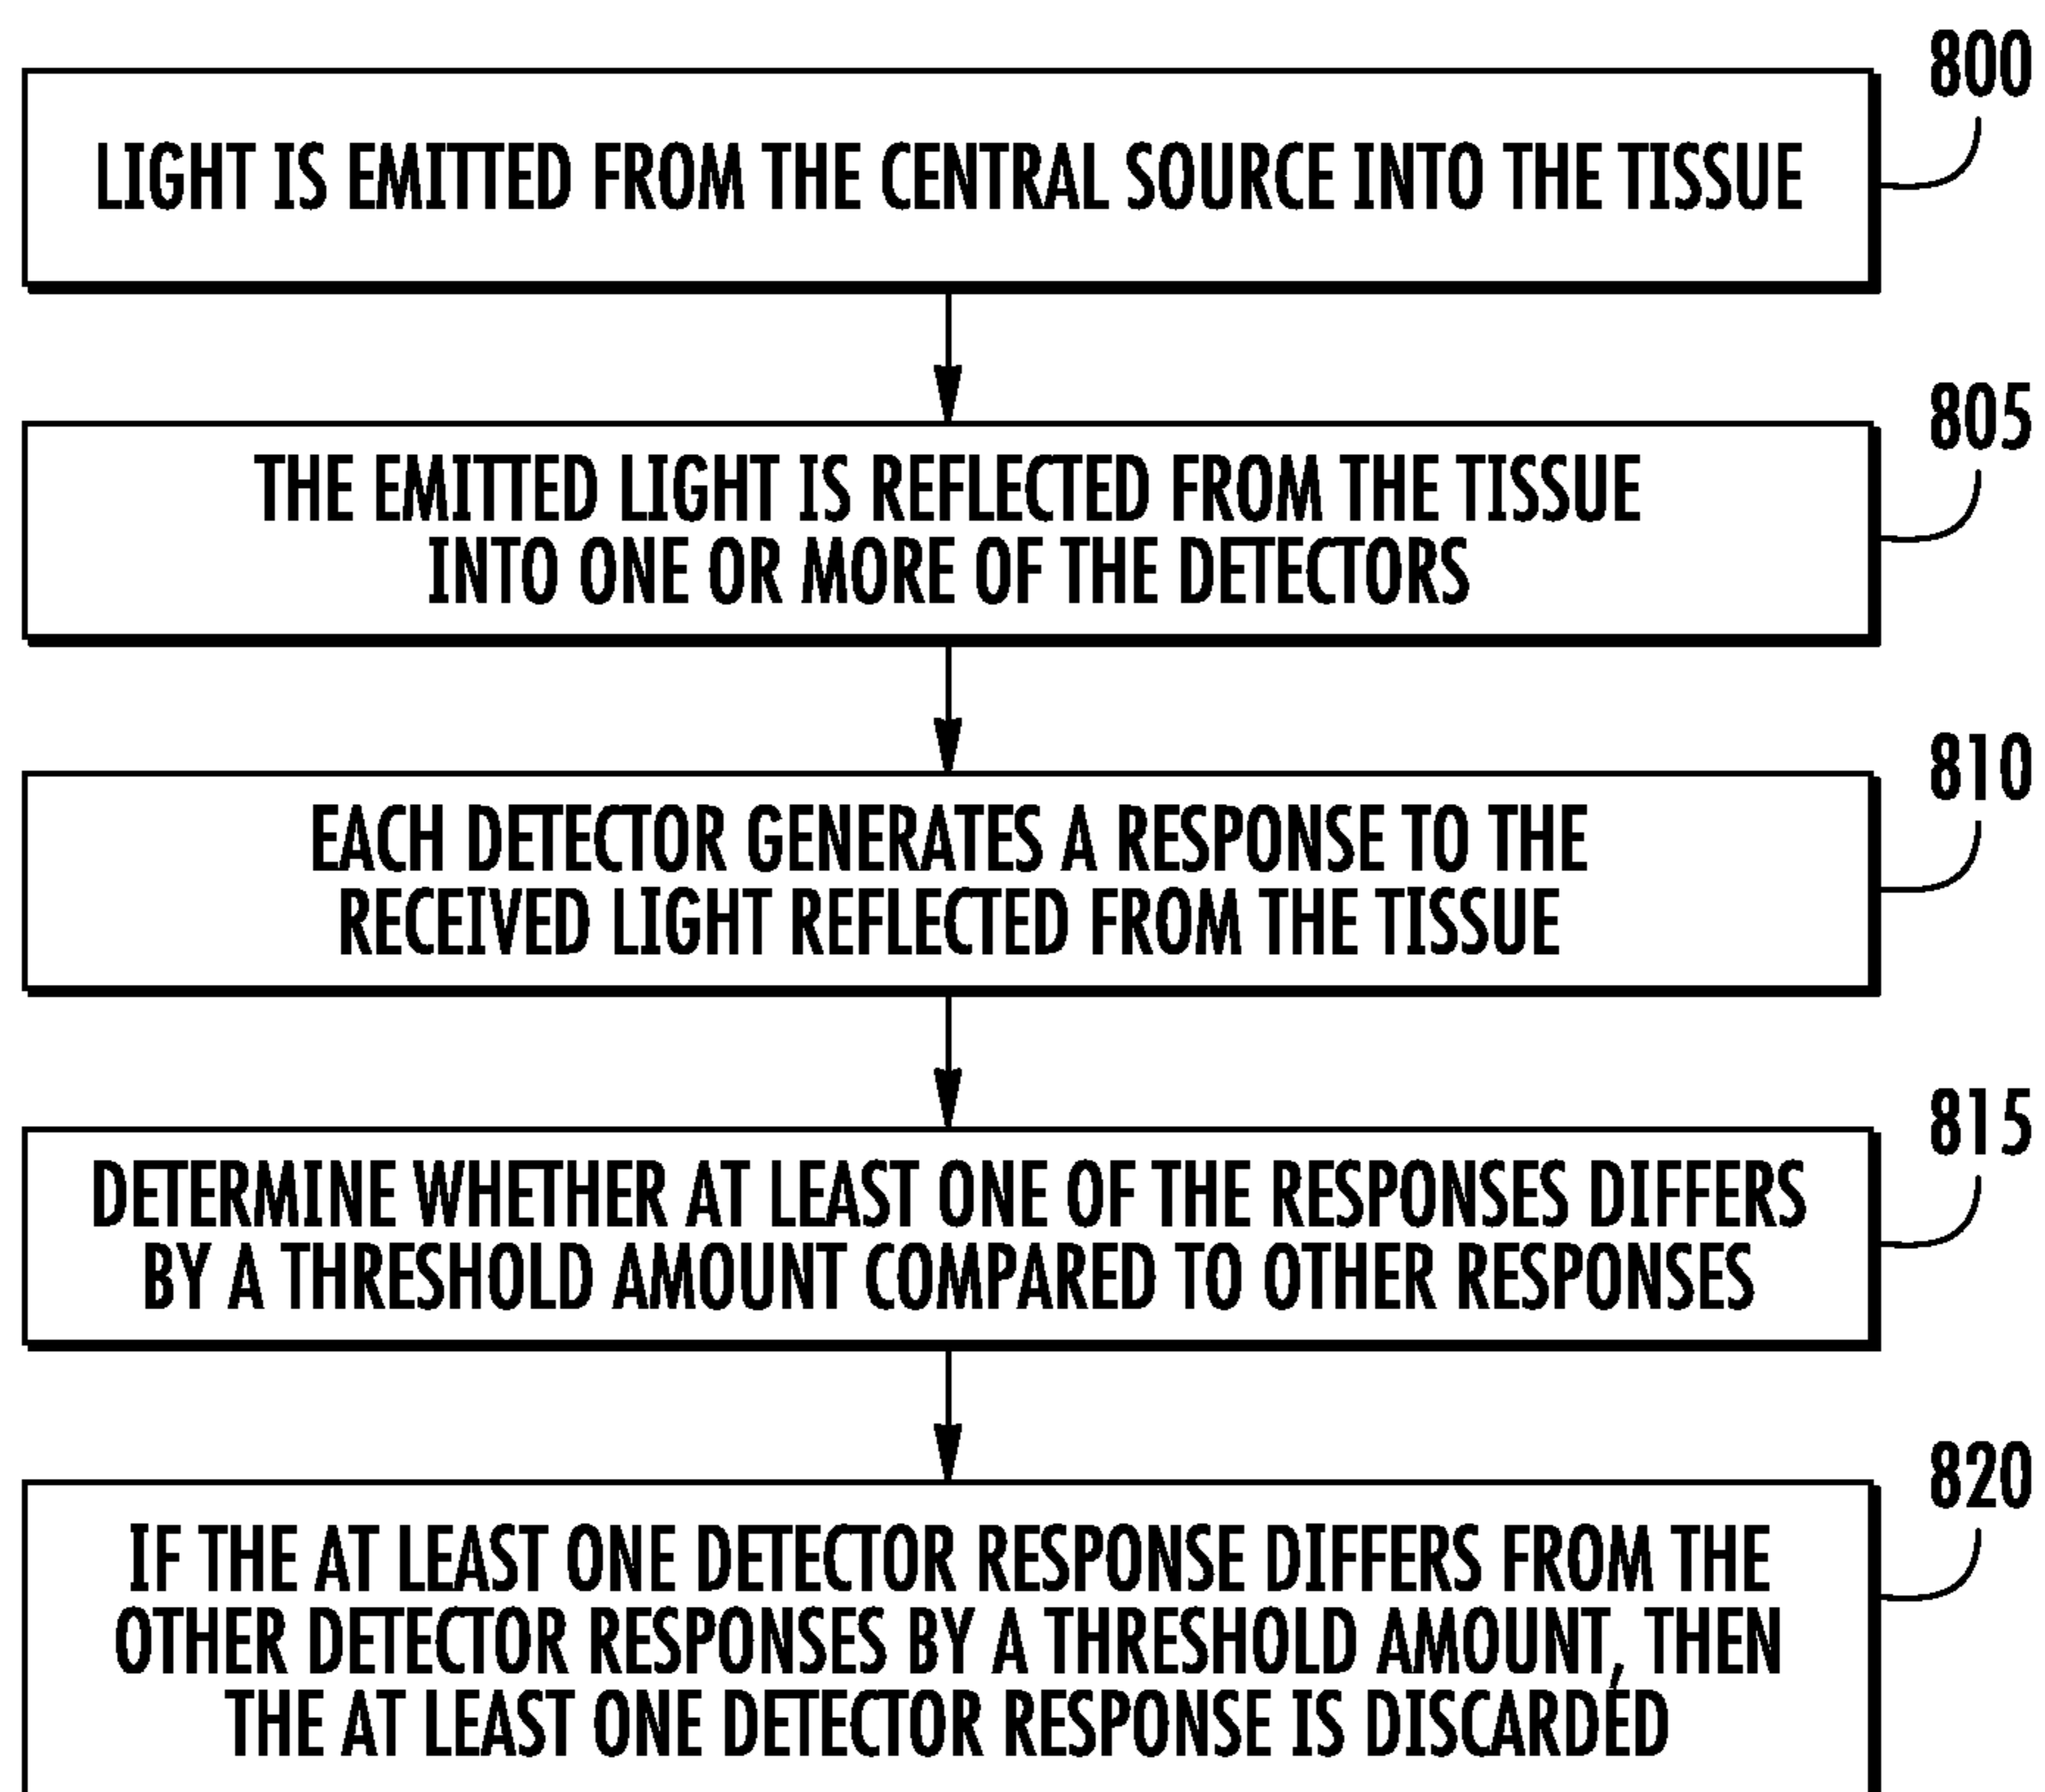 800
LIGHT IS EMITTED FROM THE CENTRAL SOURCE INTO THE TISSUE
805
THE EMITTED LIGHT IS REFLECTED FROM THE TISSUE
INTO ONE OR MORE OF THE DETECTORS
810
EACH DETECTOR GENERATES A RESPONSE TO THE
RECEIVED LIGHT REFLECTED FROM THE TISSUE
815
DETERMINE WHETHER AT LEAST ONE OF THE RESPONSES DIFFERS
BY A THRESHOLD AMOUNT COMPARED TO OTHER RESPONSES
820
IF THE AT LEAST ONE DETECTOR RESPONSE DIFFERS FROM THE
OTHER DETECTOR RESPONSES BY A THRESHOLD AMOUNT, THEN
THE AT LEAST ONE DETECTOR RESPONSE IS DISCARDED